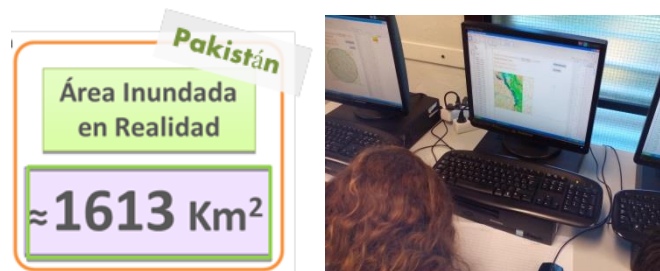 Pakistán
Área Inundada
en Realidad
≈1613 Km²